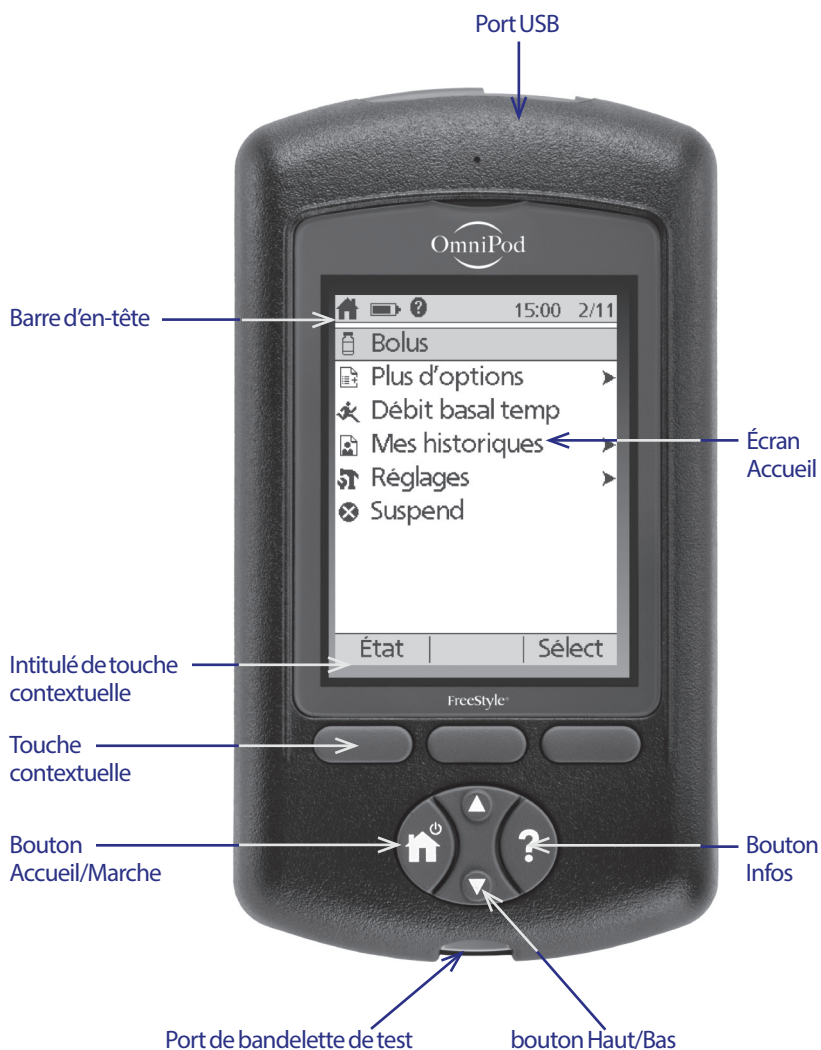 Port USB
OmniPod
Barre d'en-tête
15:00 2/11
Bolus
Plus d'options
Débit basal temp
Mes historiques
Écran
Accueil
Réglages
Suspend
État Sélect
Intitulé de touche
contextuelle
FreeStyle®
Touche
contextuelle
Bouton
Accueil/Marche
?
Bouton
Infos
Port de bandelette de test
bouton Haut/Bas